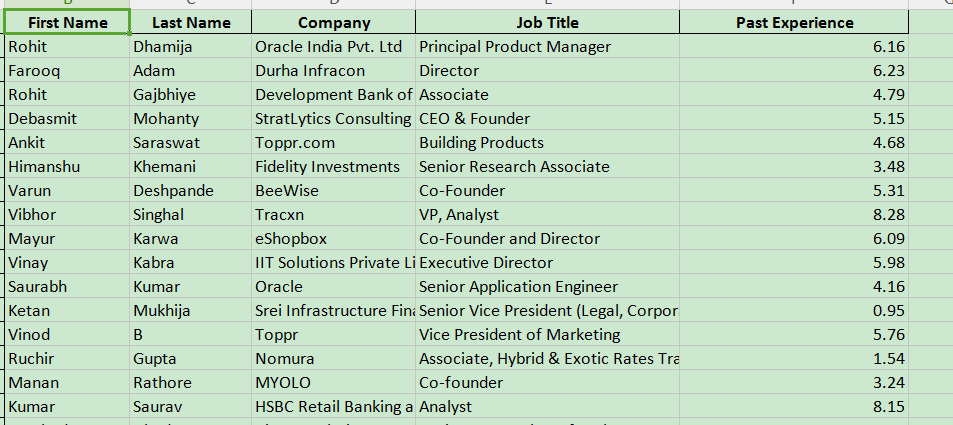 First Name Last Name Company Job Title Past Experience
Rohit Dhamija Oracle India Pvt. Ltd Principal Product Manager 6.16
Farooq Adam Durha Infracon Director 6.23
Rohit Gajbhiye Development Bank of Associate 4.79
Debasmit Mohanty StratLytics Consulting CEO & Founder 5.15
Ankit Saraswat Toppr.com Building Products 4.68
Himanshu Khemani Fidelity Investments Senior Research Associate 3.48
Varun Deshpande BeeWise Co-Founder 5.31
Vibhor Singhal Tracxn VP, Analyst 8.28
Mayur Karwa eShopbox Co-Founder and Director 6.09
Vinay Kabra IIT Solutions Private Li Executive Director 5.98
Saurabh Kumar Oracle Senior Application Engineer 4.16
Ketan Mukhija Srei Infrastructure Fina Senior Vice President (Legal, Corpor 0.95
Vinod B Toppr Vice President of Marketing 5.76
Ruchir Gupta Nomura Associate, Hybrid & Exotic Rates Tra 1.54
Manan Rathore MYOLO Co-founder 3.24
Kumar Saurav HSBC Retail Banking a Analyst 8.15